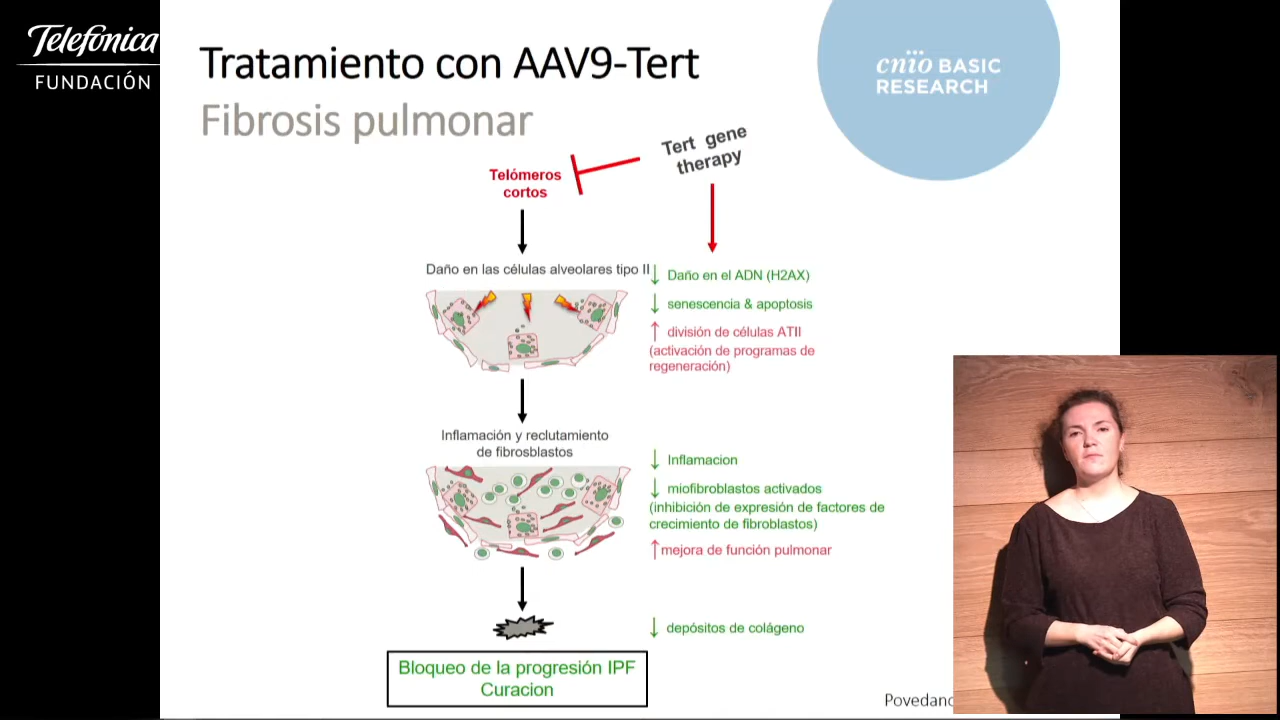 Telefónica
FUNDACIÓN
Tratamiento con AAV9-Tert
Fibrosis pulmonar
cnio BASIC
RESEARCH
Tert gene
therapy
Telómeros
cortos
Daño en las células alveolares tipo II
↓ Daño en el ADN (H2AX)
↓ senescencia & apoptosis
↑ división de células ATII
(activación de programas de
regeneración)
Inflamación y reclutamiento
de fibrosblastos
↓ Inflamacion
↓ miofibroblastos activados
(inhibición de expresión de factores de
crecimiento de fibroblastos)
↑ mejora de función pulmonar
↓ depósitos de colágeno
Bloqueo de la progresión IPF
Curacion